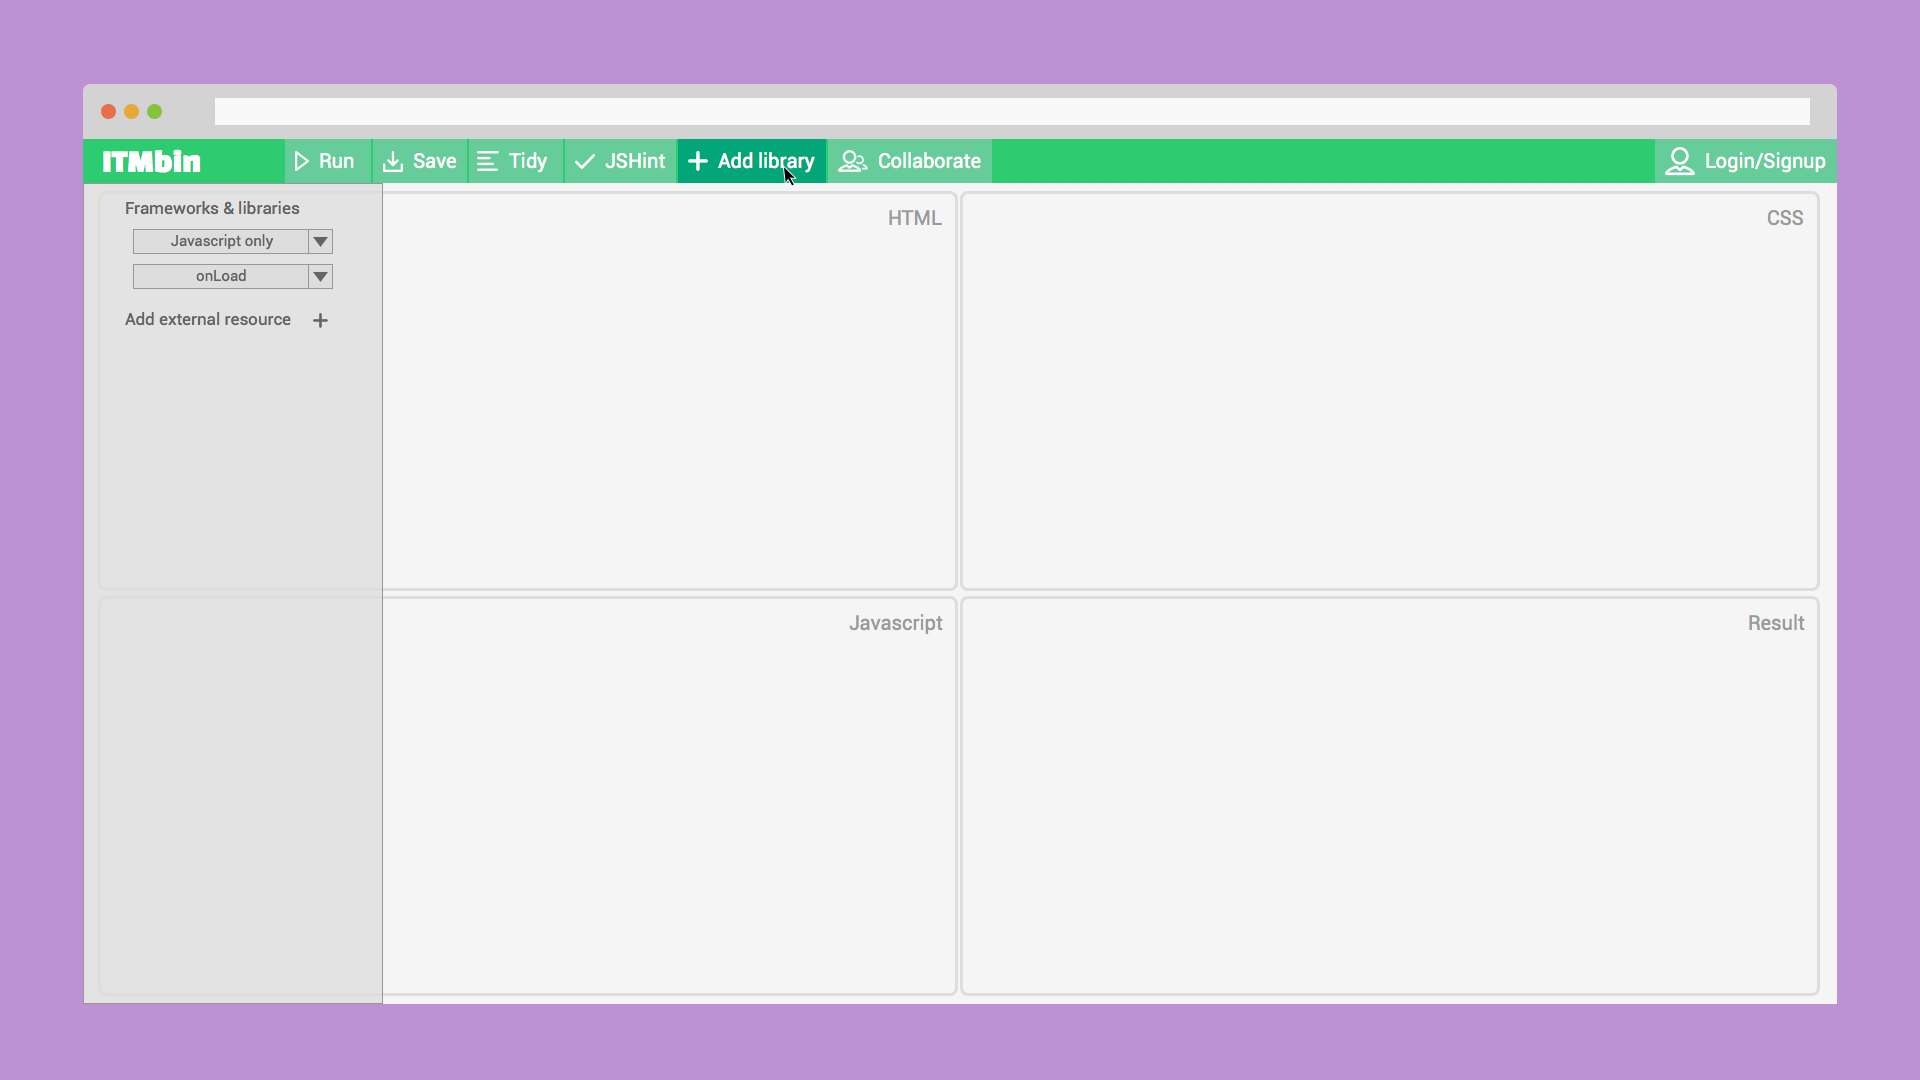 ITMbin
Run
Save
Tidy
JSHint
Add library
Collaborate
Login/Signup
Frameworks & libraries
Javascript only
onLoad
Add external resource
HTML
CSS
Javascript
Result